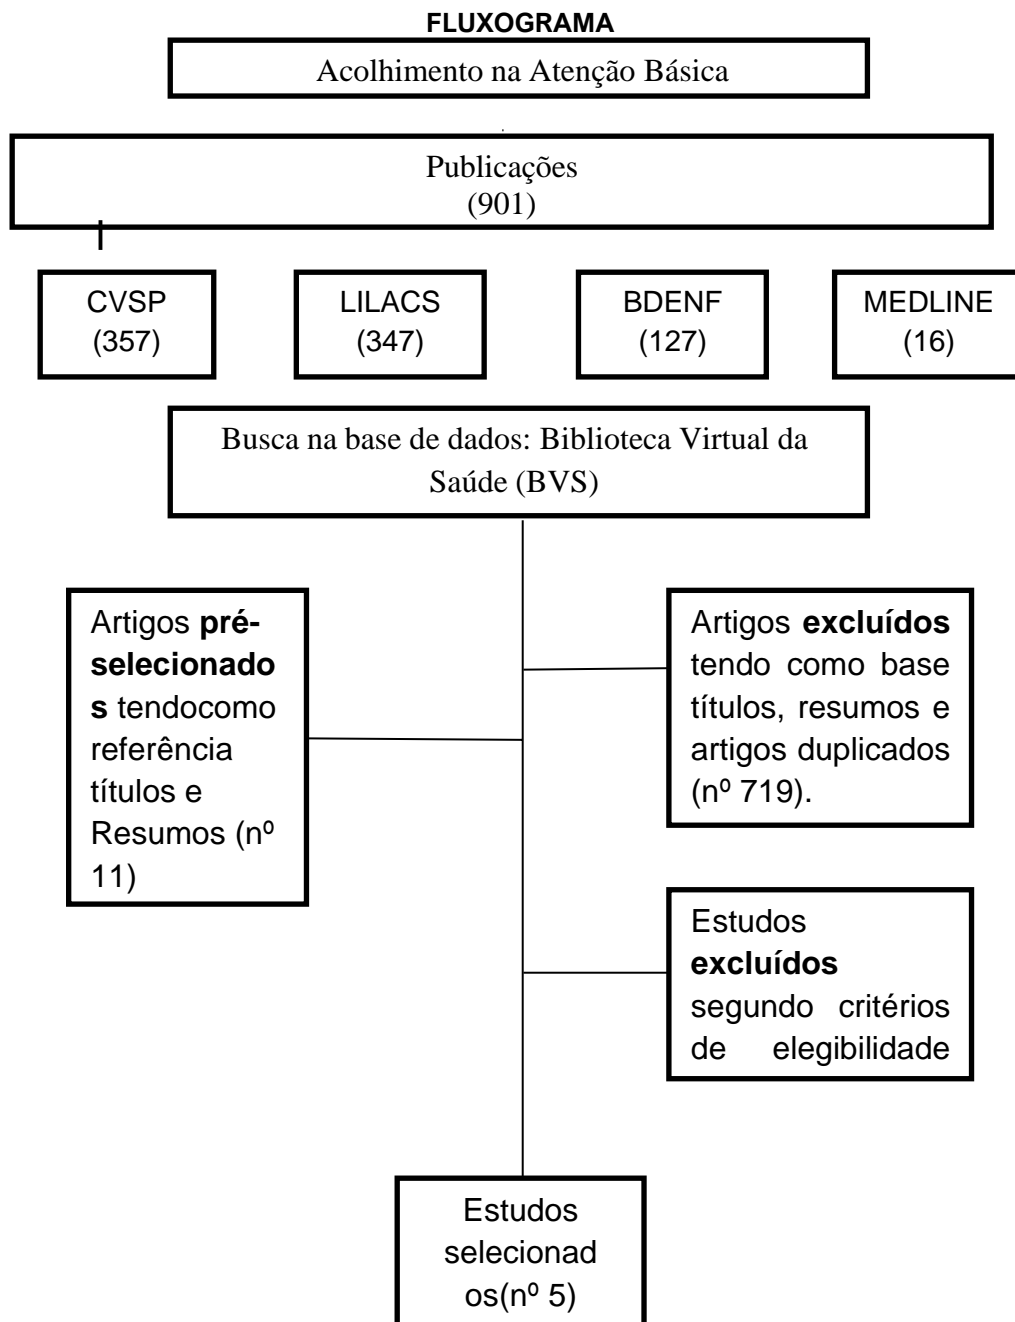 FLUXOGRAMA
Acolhimento na Atenção Básica
Publicações
(901)
CVSP
(357)
LILACS
(347)
BDENF
(127)
MEDLINE
(16)
Busca na base de dados: Biblioteca Virtual da
Saúde (BVS)
Artigos pré-
selecionado
s tendocomo
referência
títulos e
Resumos (nº
11)
Artigos excluídos
tendo como base
títulos, resumos e
artigos duplicados
(nº 719).
Estudos
excluídos
segundo critérios
de elegibilidade
Estudos
selecionad
os(nº 5)